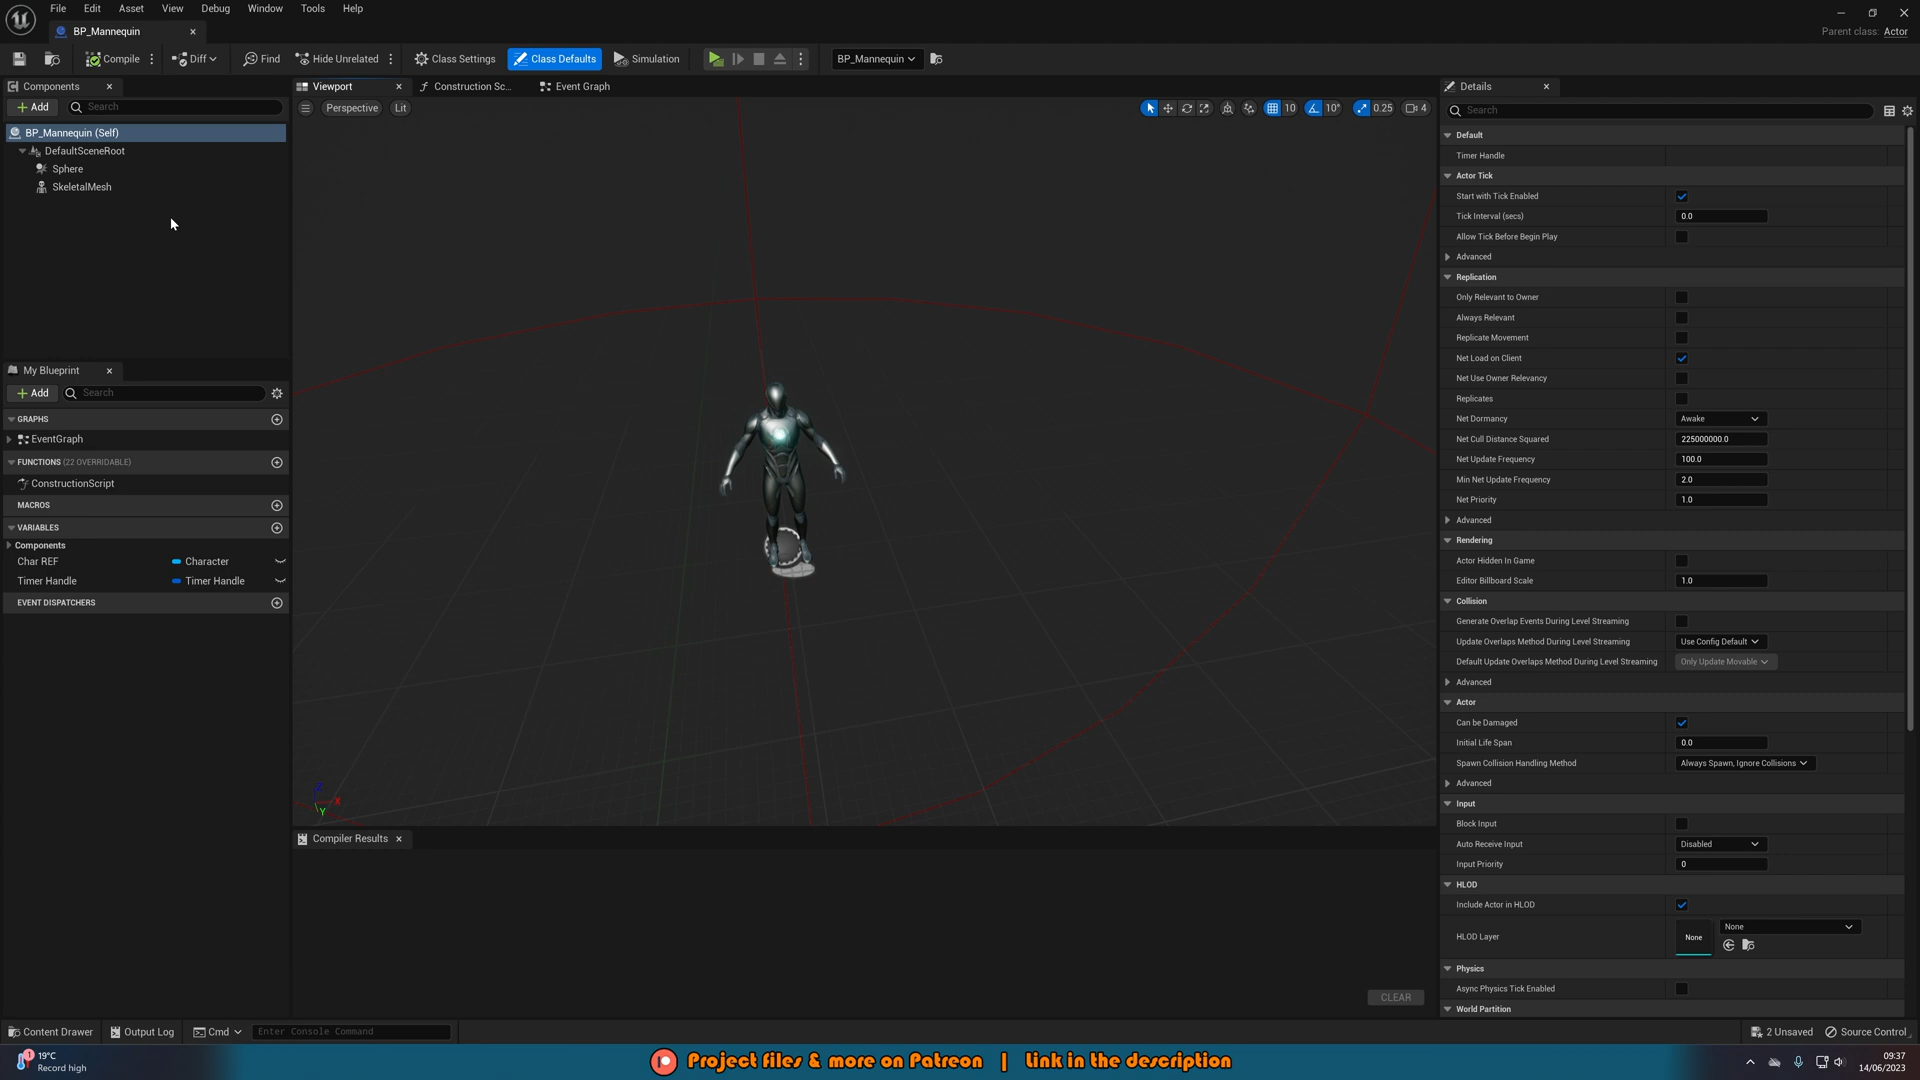 File Edit Asset View Debug Window Tools Help
BP_Mannequin
Parent class: Actor
Compile Diff Find Hide Unrelated Class Settings Class Defaults Simulation BP_Mannequin
Components
Add Search
BP_Mannequin (Self)
DefaultSceneRoot
Sphere
SkeletalMesh
My Blueprint
Add Search
GRAPHS
EventGraph
FUNCTIONS (22 OVERRIDABLE)
ConstructionScript
MACROS
VARIABLES
Components
Char REF Character
Timer Handle Timer Handle
EVENT DISPATCHERS
Viewport Construction Sc... Event Graph
Perspective Lit 10 10° 0.25 4
Z X
Y
Compiler Results
CLEAR
Details
Search
Default
Timer Handle
Actor Tick
Start with Tick Enabled
Tick Interval (secs) 0.0
Allow Tick Before Begin Play
Advanced
Replication
Only Relevant to Owner
Always Relevant
Replicate Movement
Net Load on Client
Net Use Owner Relevancy
Replicates
Net Dormancy Awake
Net Cull Distance Squared 225000000.0
Net Update Frequency 100.0
Min Net Update Frequency 2.0
Net Priority 1.0
Advanced
Rendering
Actor Hidden In Game
Editor Billboard Scale 1.0
Collision
Generate Overlap Events During Level Streaming
Update Overlaps Method During Level Streaming Use Config Default
Default Update Overlaps Method During Level Streaming Only Update Movable
Advanced
Actor
Can be Damaged
Initial Life Span 0.0
Spawn Collision Handling Method Always Spawn, Ignore Collisions
Advanced
Input
Block Input
Auto Receive Input Disabled
Input Priority 0
HLOD
Include Actor in HLOD
HLOD Layer None None
Physics
Async Physics Tick Enabled
World Partition
Content Drawer Output Log Cmd Enter Console Command 2 Unsaved Source Control
1 19°C
Record high
Project files & more on Patreon | Link in the description
09:37
14/06/2023